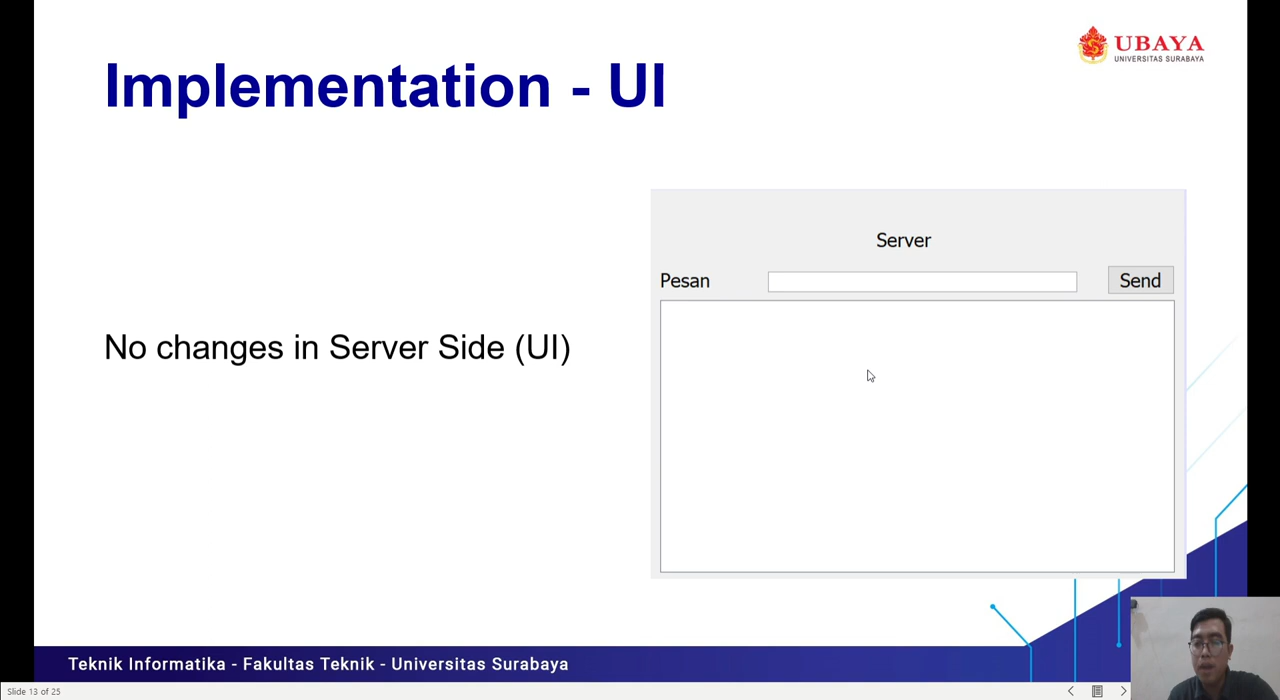 UBAYA
UNIVERSITAS SURABAYA
Implementation - UI
Server
Pesan
Send
No changes in Server Side (UI)
Teknik Informatika - Fakultas Teknik - Universitas Surabaya
Slide 13 of 25